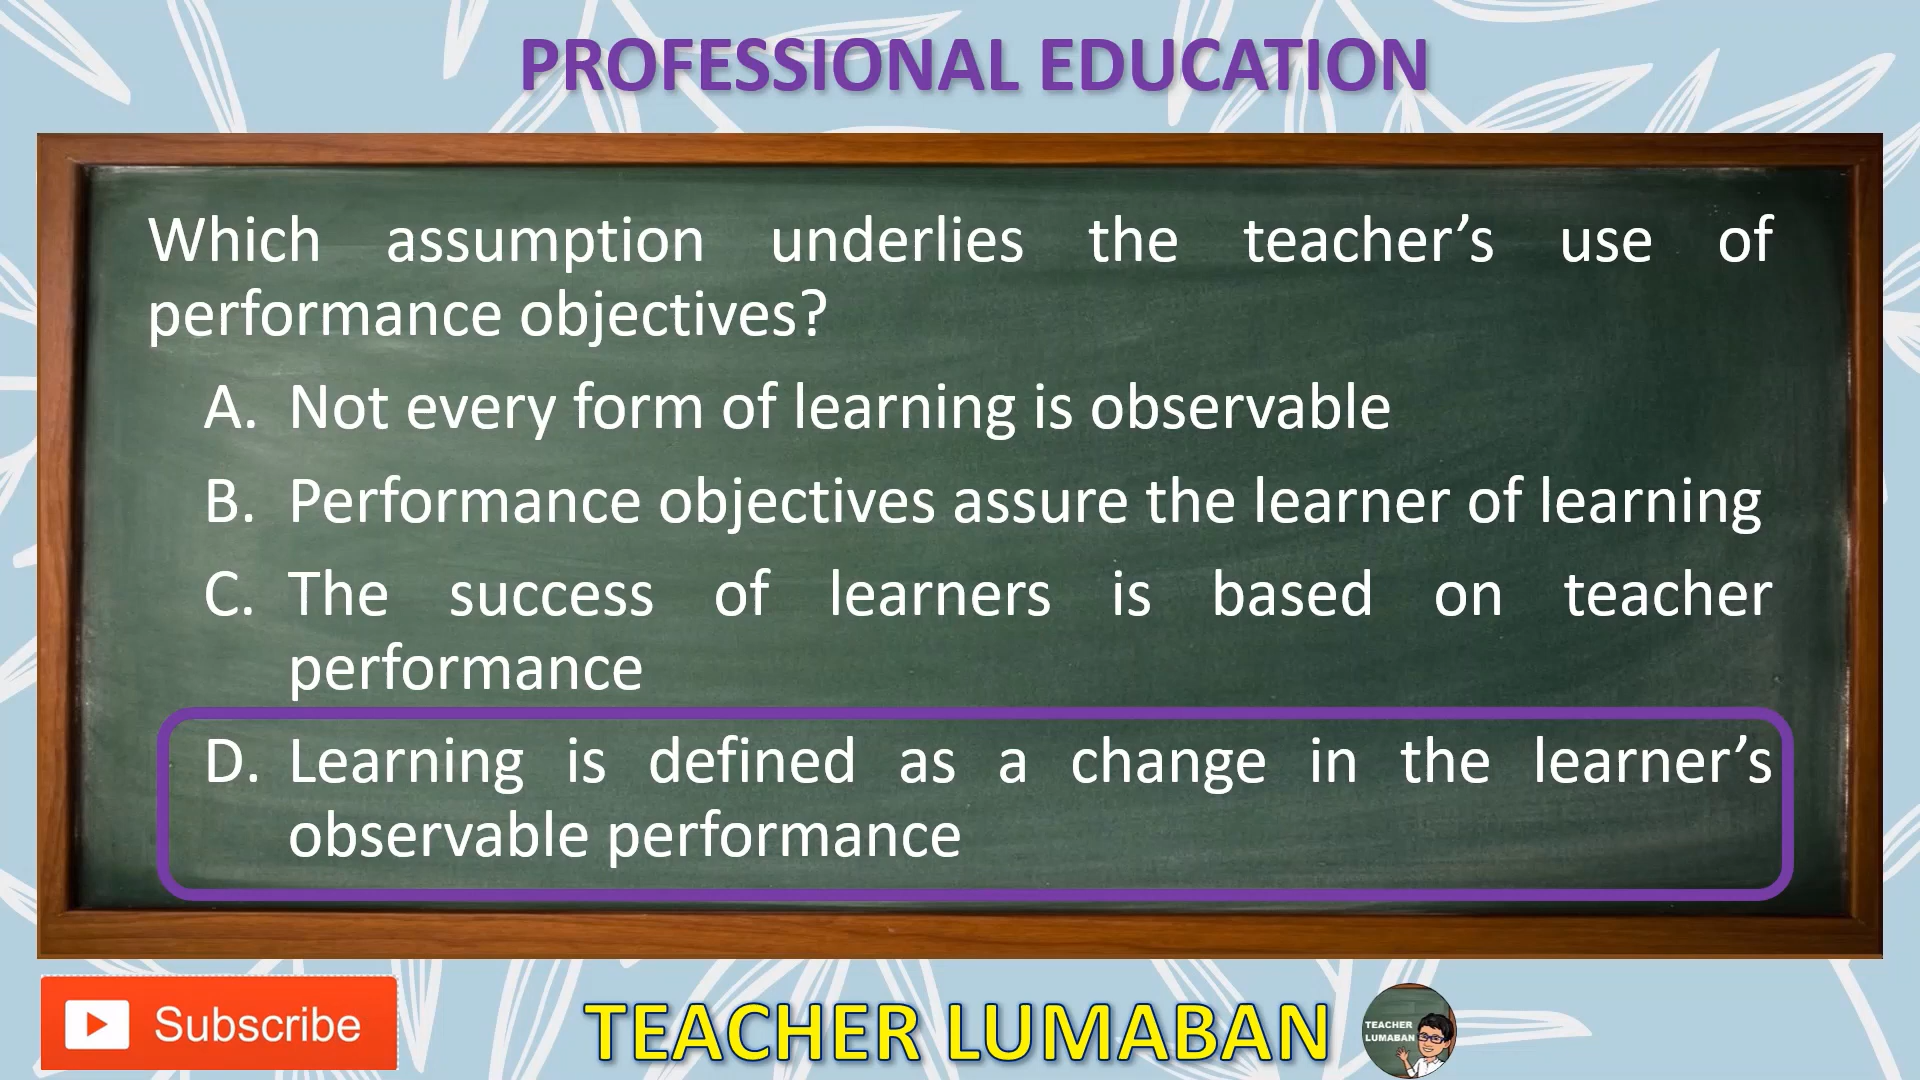 PROFESSIONAL EDUCATION
Which assumption underlies the teacher’s use of
performance objectives?
A. Not every form of learning is observable
B. Performance objectives assure the learner of learning
C. The success of learners is based on teacher
performance
D. Learning is defined as a change in the learner’s
observable performance
Subscribe
TEACHER LUMABAN
TEACHER
LUMABAN